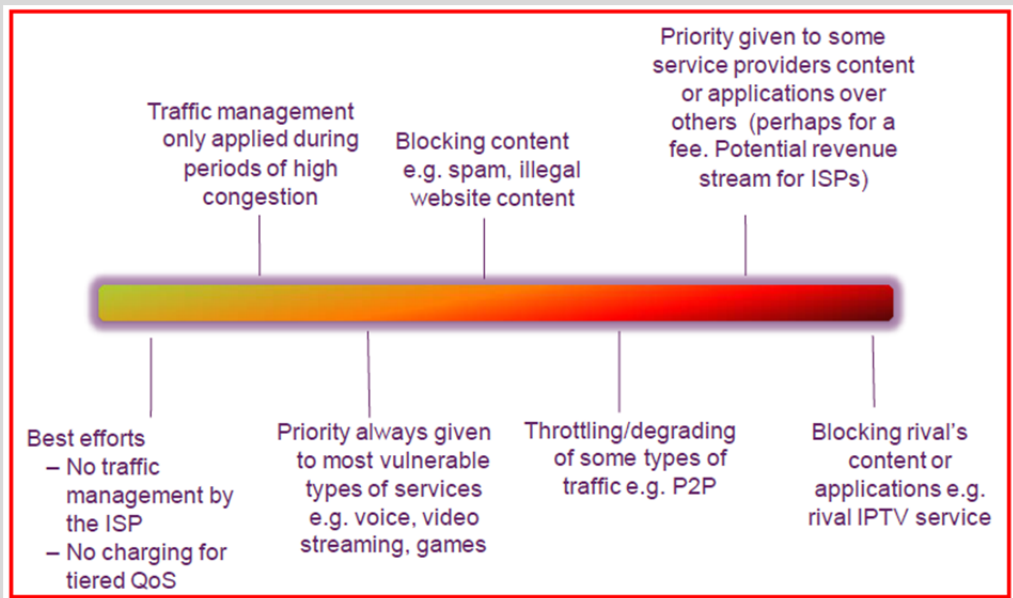 Traffic management
only applied during
periods of high
congestion
Blocking content
e.g. spam, illegal
website content
Priority given to some
service providers content
or applications over
others (perhaps for a
fee. Potential revenue
stream for ISPs)
Best efforts
– No traffic
management by
the ISP
– No charging for
tiered QoS
Priority always given
to most vulnerable
types of services
e.g. voice, video
streaming, games
Throttling/degrading
of some types of
traffic e.g. P2P
Blocking rival's
content or
applications e.g.
rival IPTV service